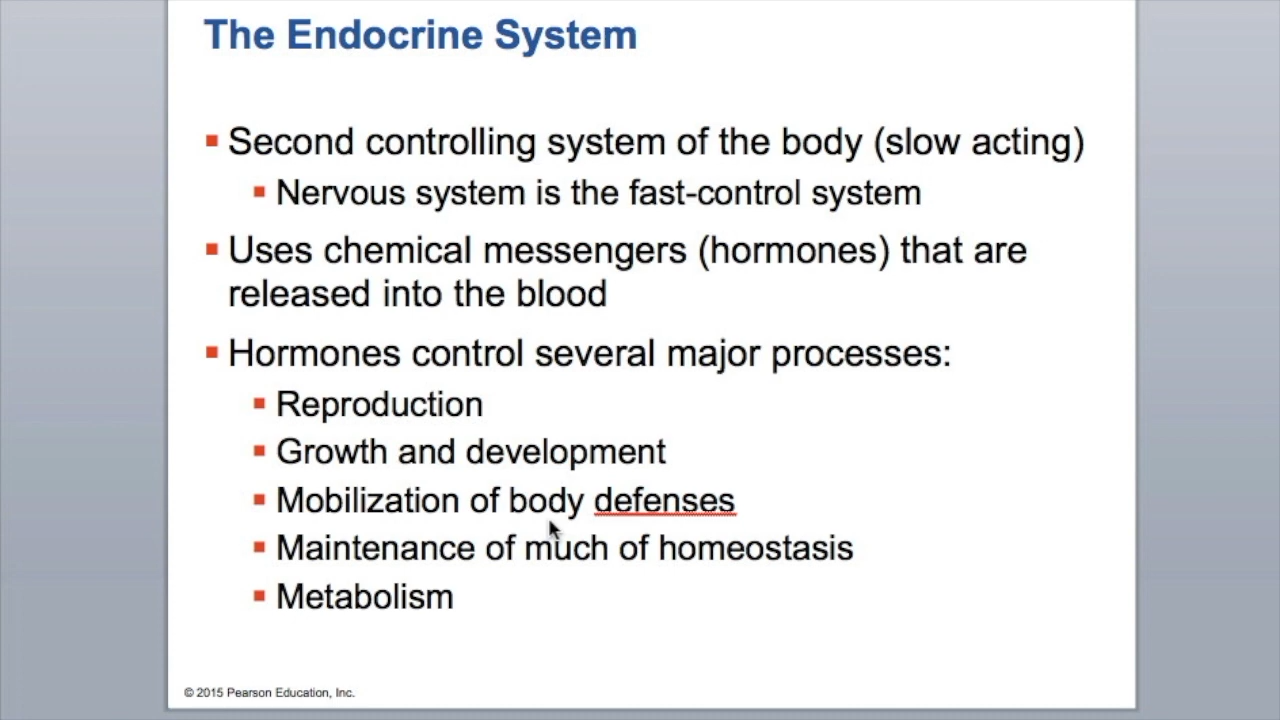 The Endocrine System
Second controlling system of the body (slow acting)
Nervous system is the fast-control system
Uses chemical messengers (hormones) that are
released into the blood
Hormones control several major processes:
Reproduction
Growth and development
Mobilization of body defenses
Maintenance of much of homeostasis
Metabolism
© 2015 Pearson Education, Inc.